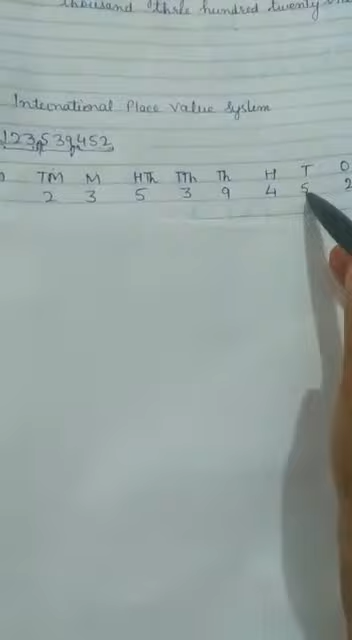 thousand three hundred twenty
International Place Value System
123,539,452
TM M HTh TTh Th H T O
2 3 5 3 9 4 5 2